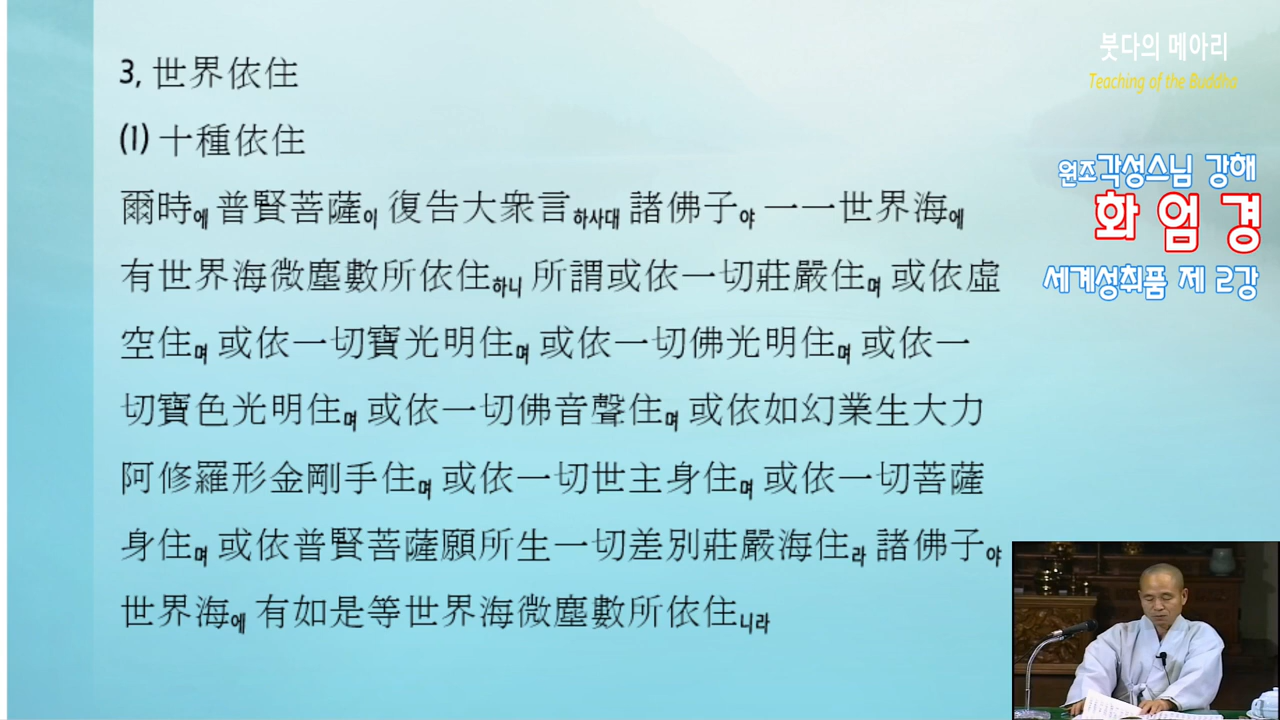 3, 世界依住
(1) 十種依住
爾時에 普賢菩薩이 復告大衆言하사대 諸佛子야 一一世界海에
有世界海微塵數所依住하니 所謂或依一切莊嚴住며 或依虛
空住며 或依一切寶光明住며 或依一切佛光明住며 或依一
切寶色光明住며 或依一切佛音聲住며 或依如幻業生大力
阿修羅形金剛手住며 或依一切世主身住며 或依一切菩薩
身住며 或依普賢菩薩願所生一切差別莊嚴海住라 諸佛子야
世界海에 有如是等世界海微塵數所依住니라
붓다의 메아리
Teaching of the Buddha
원조각성스님 강해
화엄경
세계성취품 제 2강